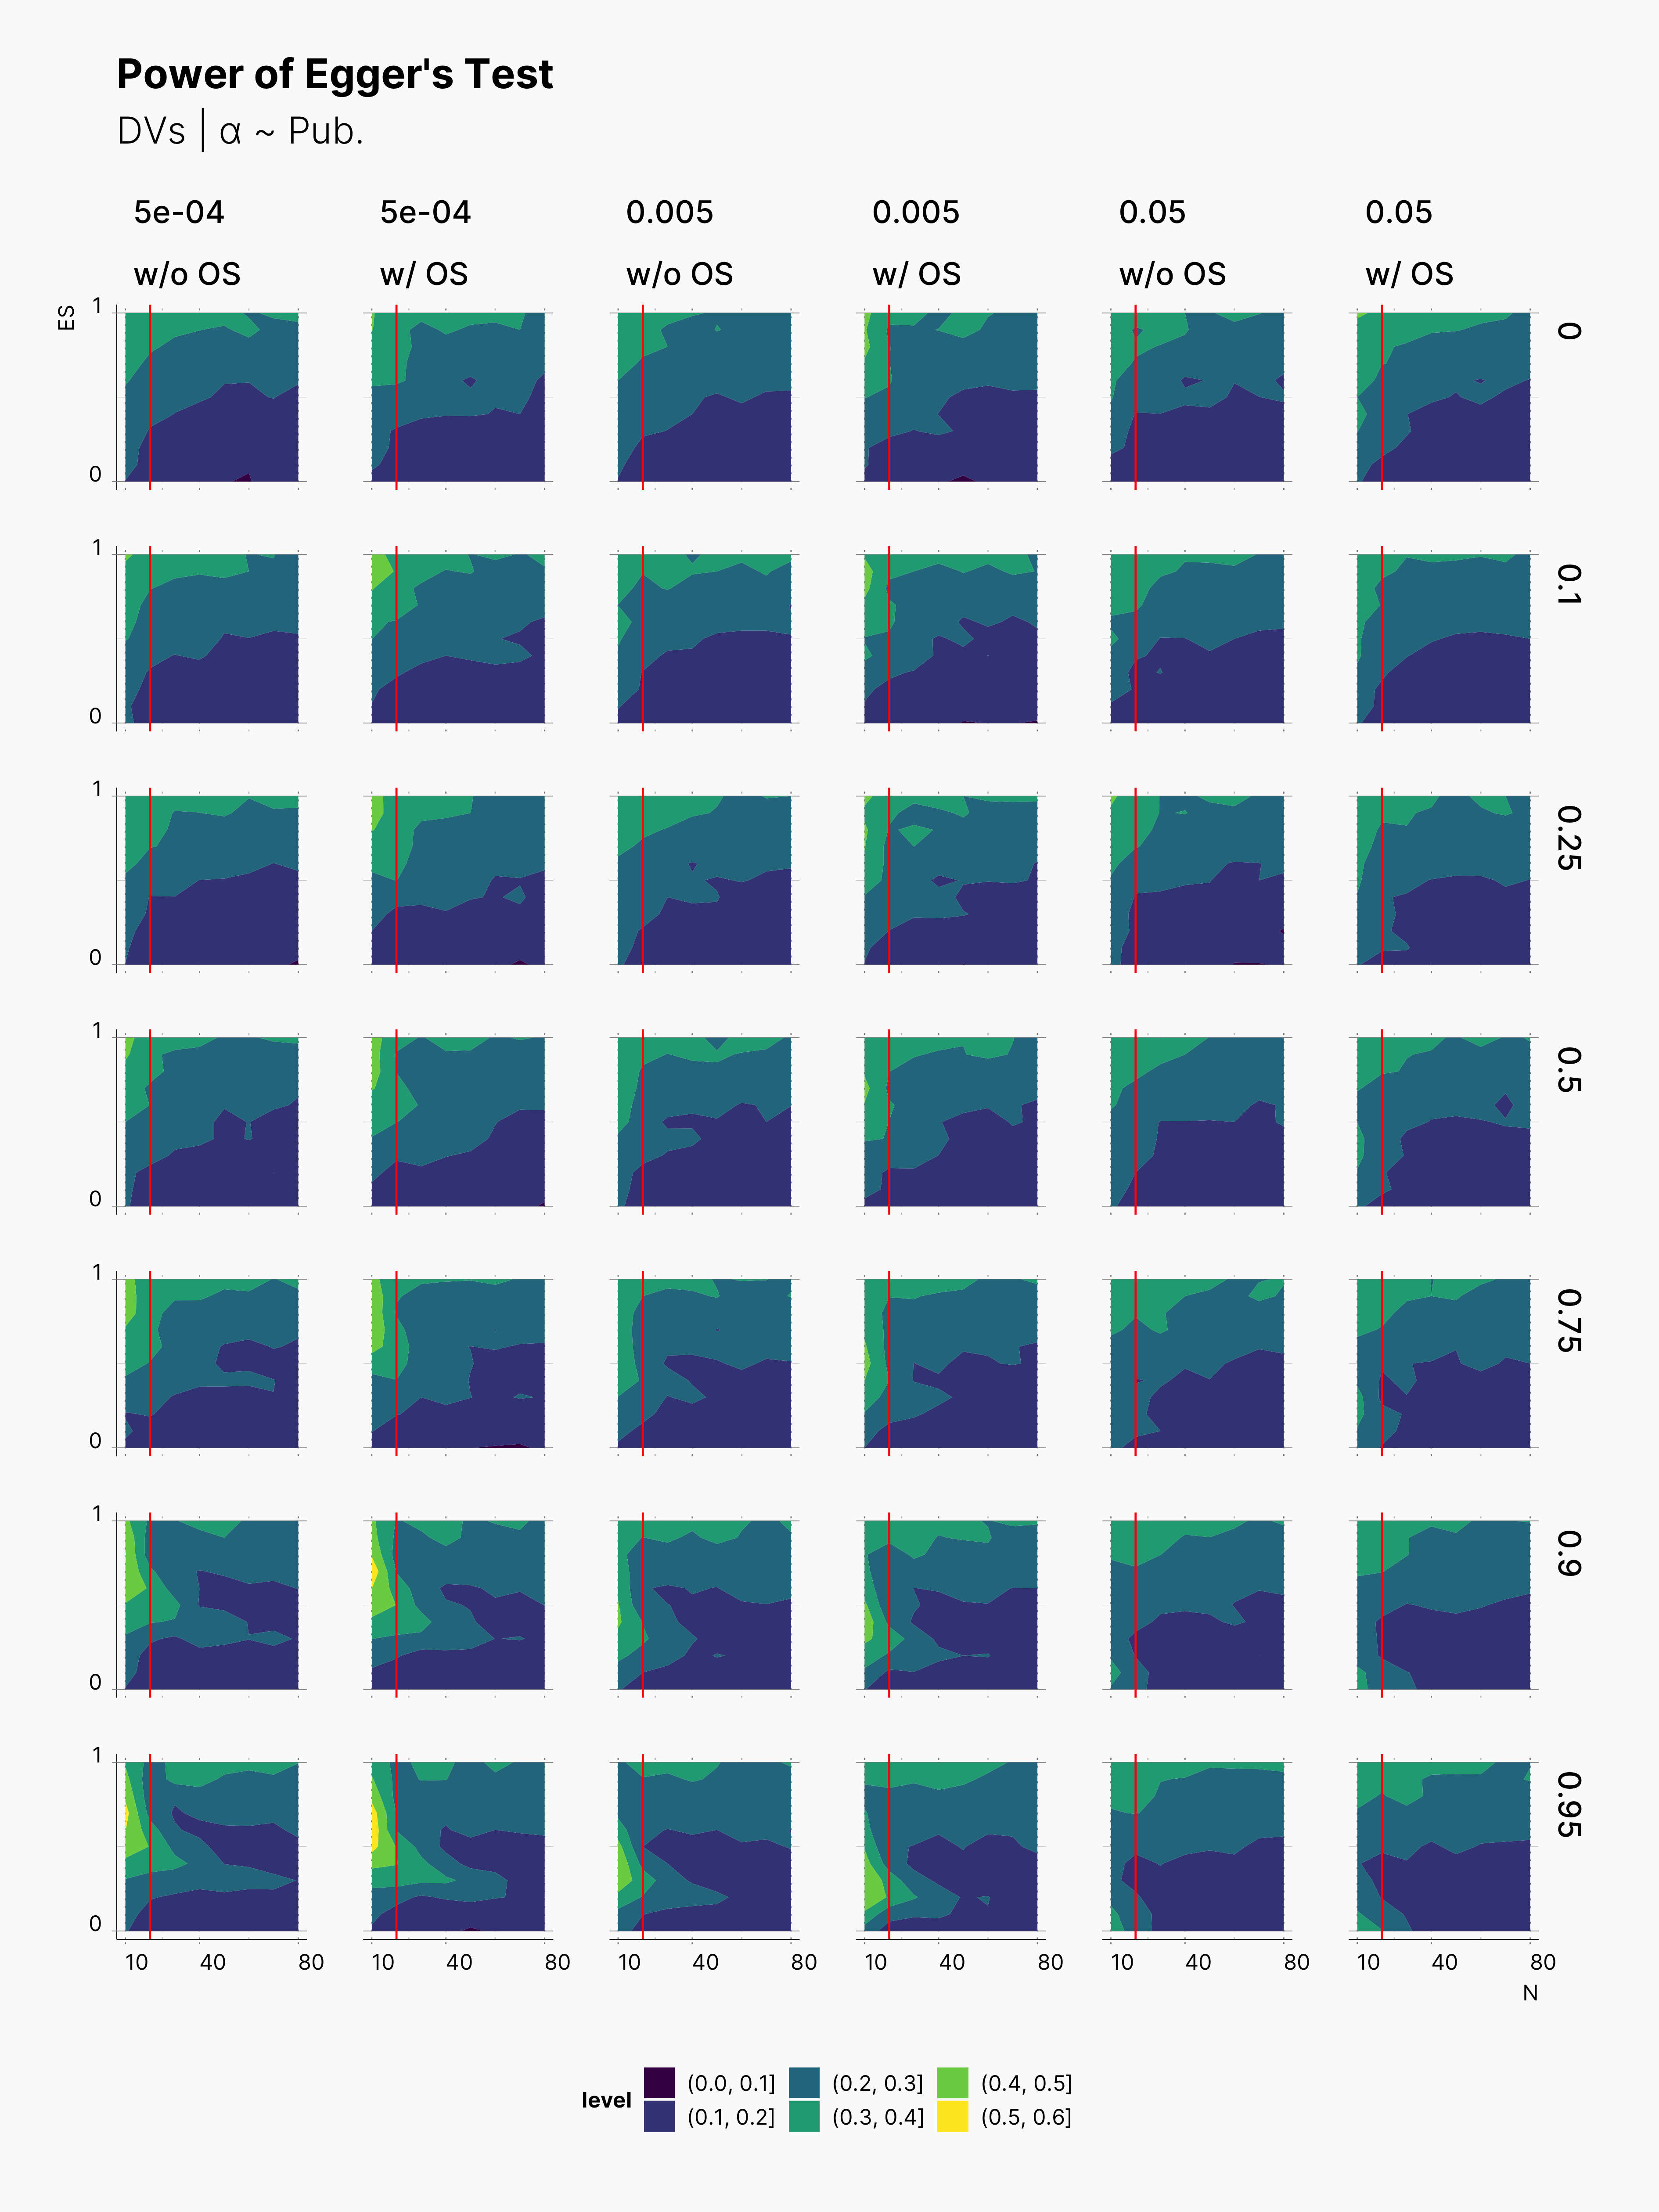 Power of Egger's Test
DVs | α ~ Pub.
5e-04 5e-04 0.005 0.005 0.05 0.05
w/o OS w/ OS w/o OS w/ OS w/o OS w/ OS
ES
1
0
0
1
0
0.1
1
0
0.25
1
0
0.5
1
0
0.75
1
0
0.9
1
0
0.95
10 40 80 10 40 80 10 40 80 10 40 80 10 40 80 10 40 80
N
level
(0.0, 0.1] (0.2, 0.3] (0.4, 0.5]
(0.1, 0.2] (0.3, 0.4] (0.5, 0.6]